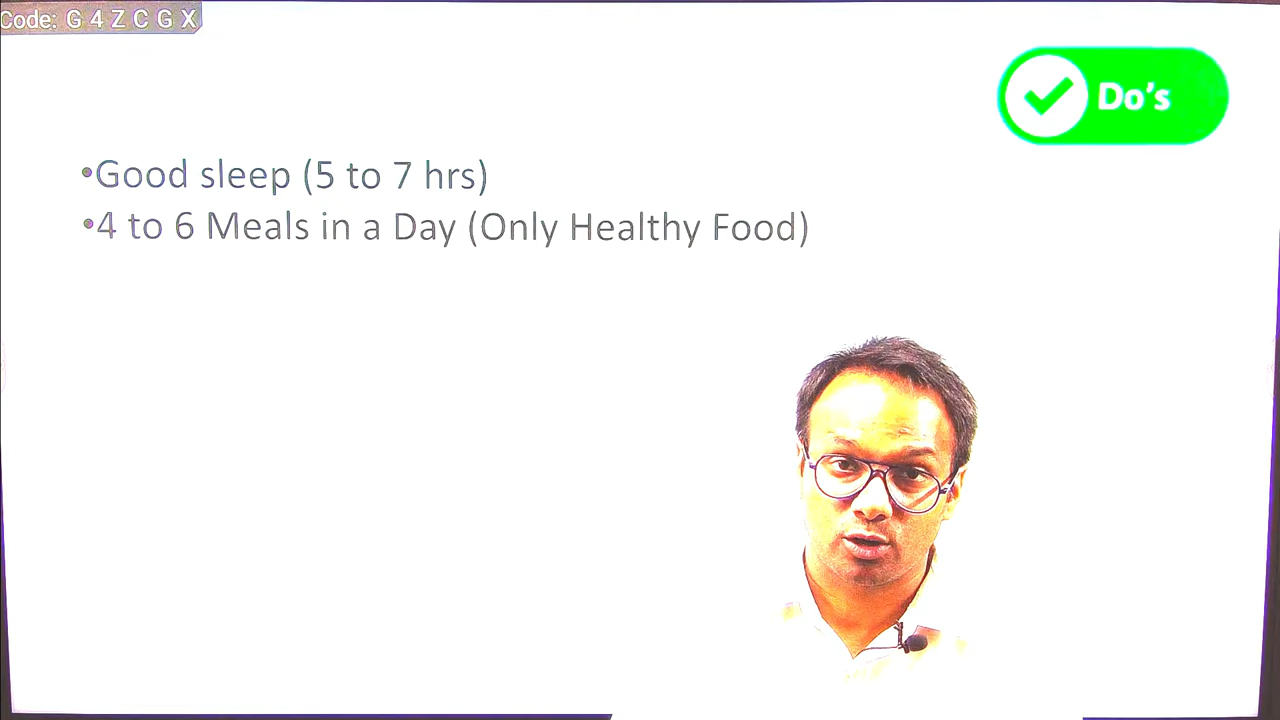 Code: G 4 Z C G X
Do's
•Good sleep (5 to 7 hrs)
•4 to 6 Meals in a Day (Only Healthy Food)